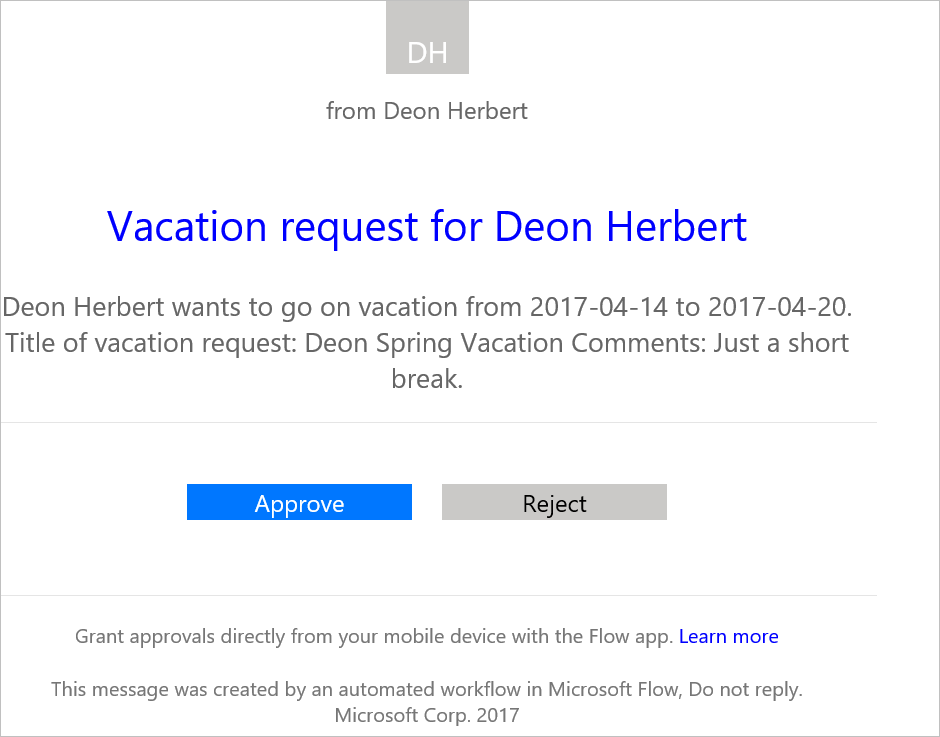 DH
from Deon Herbert
Vacation request for Deon Herbert
Deon Herbert wants to go on vacation from 2017-04-14 to 2017-04-20.
Title of vacation request: Deon Spring Vacation Comments: Just a short
break.
Approve
Reject
Grant approvals directly from your mobile device with the Flow app. Learn more
This message was created by an automated workflow in Microsoft Flow, Do not reply.
Microsoft Corp. 2017